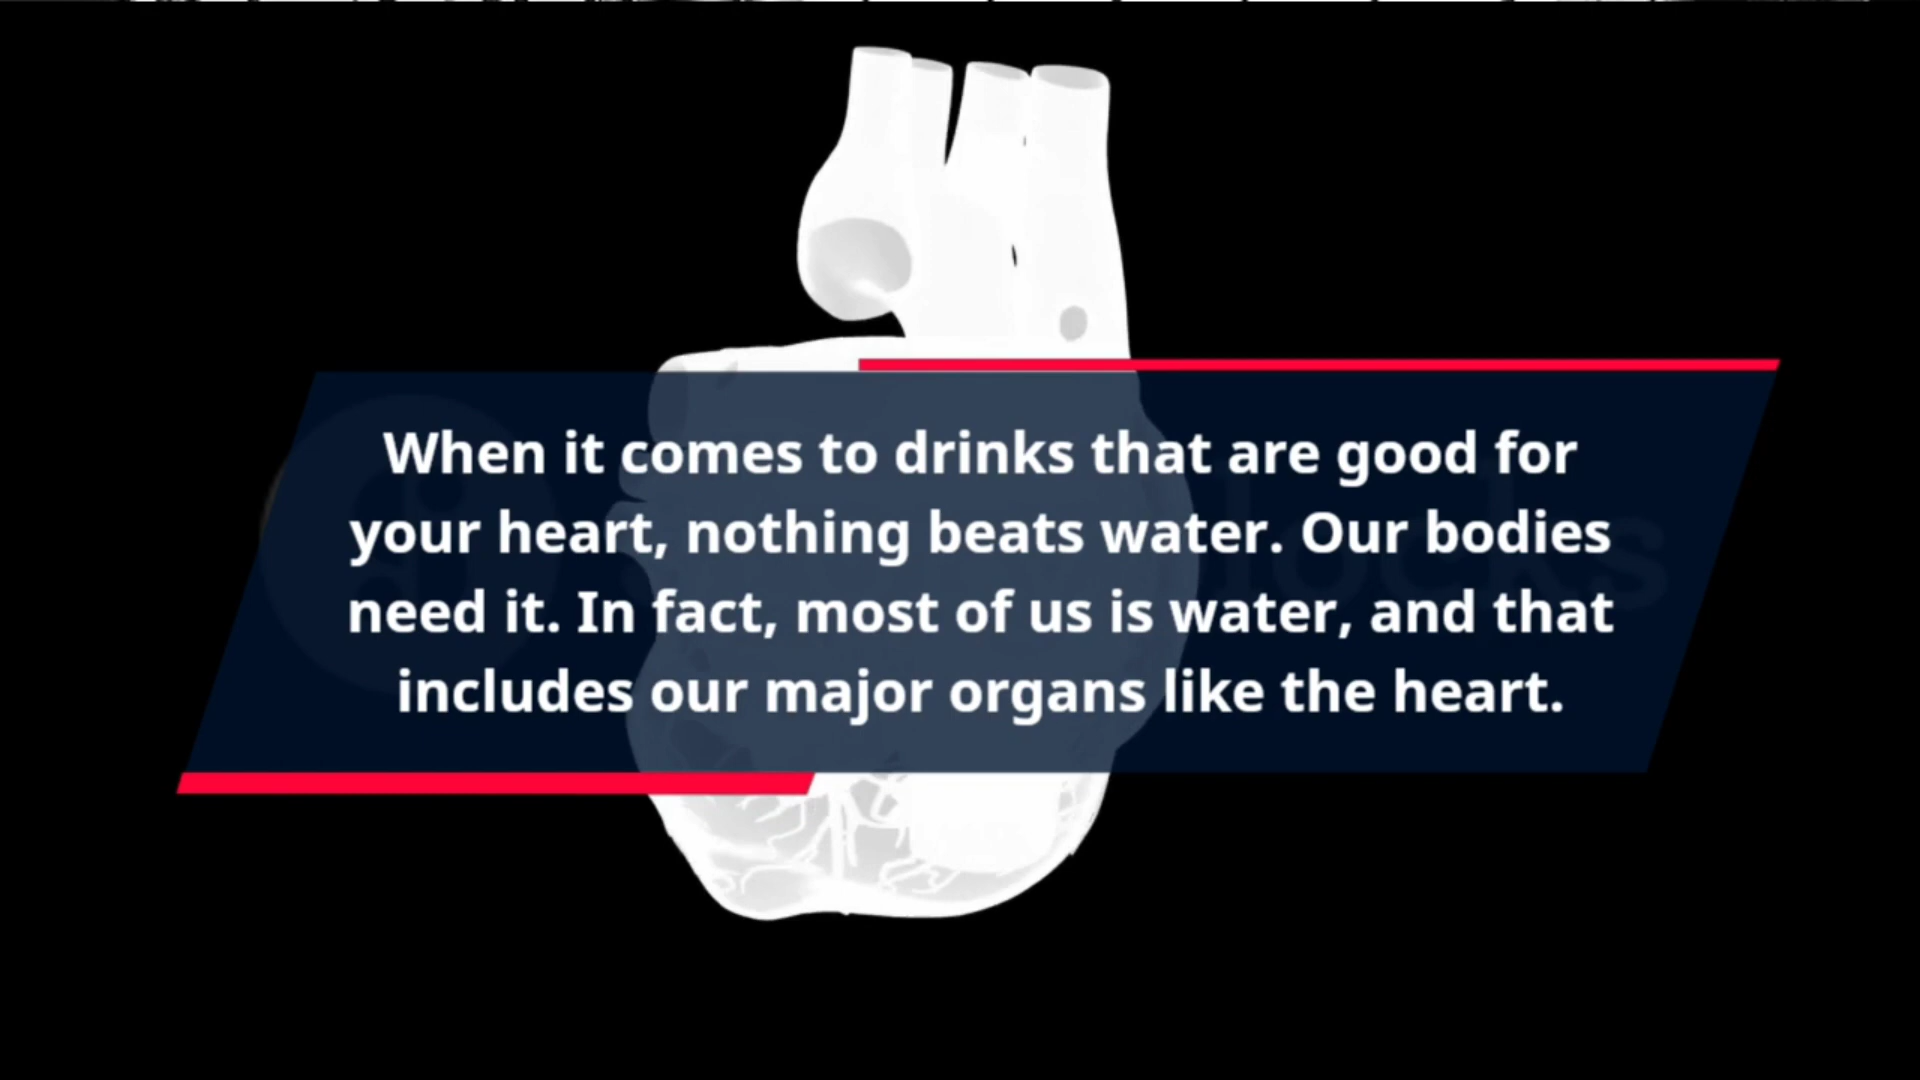 When it comes to drinks that are good for
your heart, nothing beats water. Our bodies
need it. In fact, most of us is water, and that
includes our major organs like the heart.